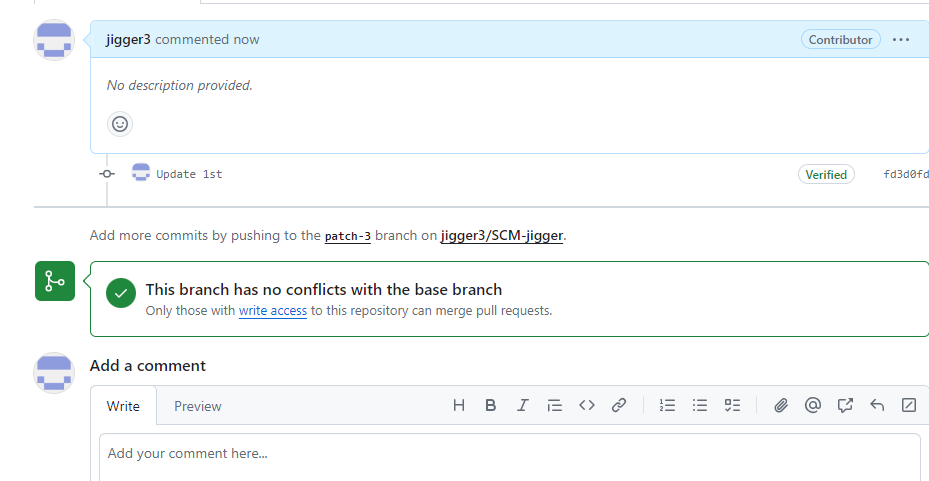 jigger3 commented now
Contributor
No description provided.
Update 1st
Verified
fd3d0fd
Add more commits by pushing to the patch-3 branch on jigger3/SCM-jigger.
This branch has no conflicts with the base branch
Only those with write access to this repository can merge pull requests.
Add a comment
Write
Preview
Add your comment here...